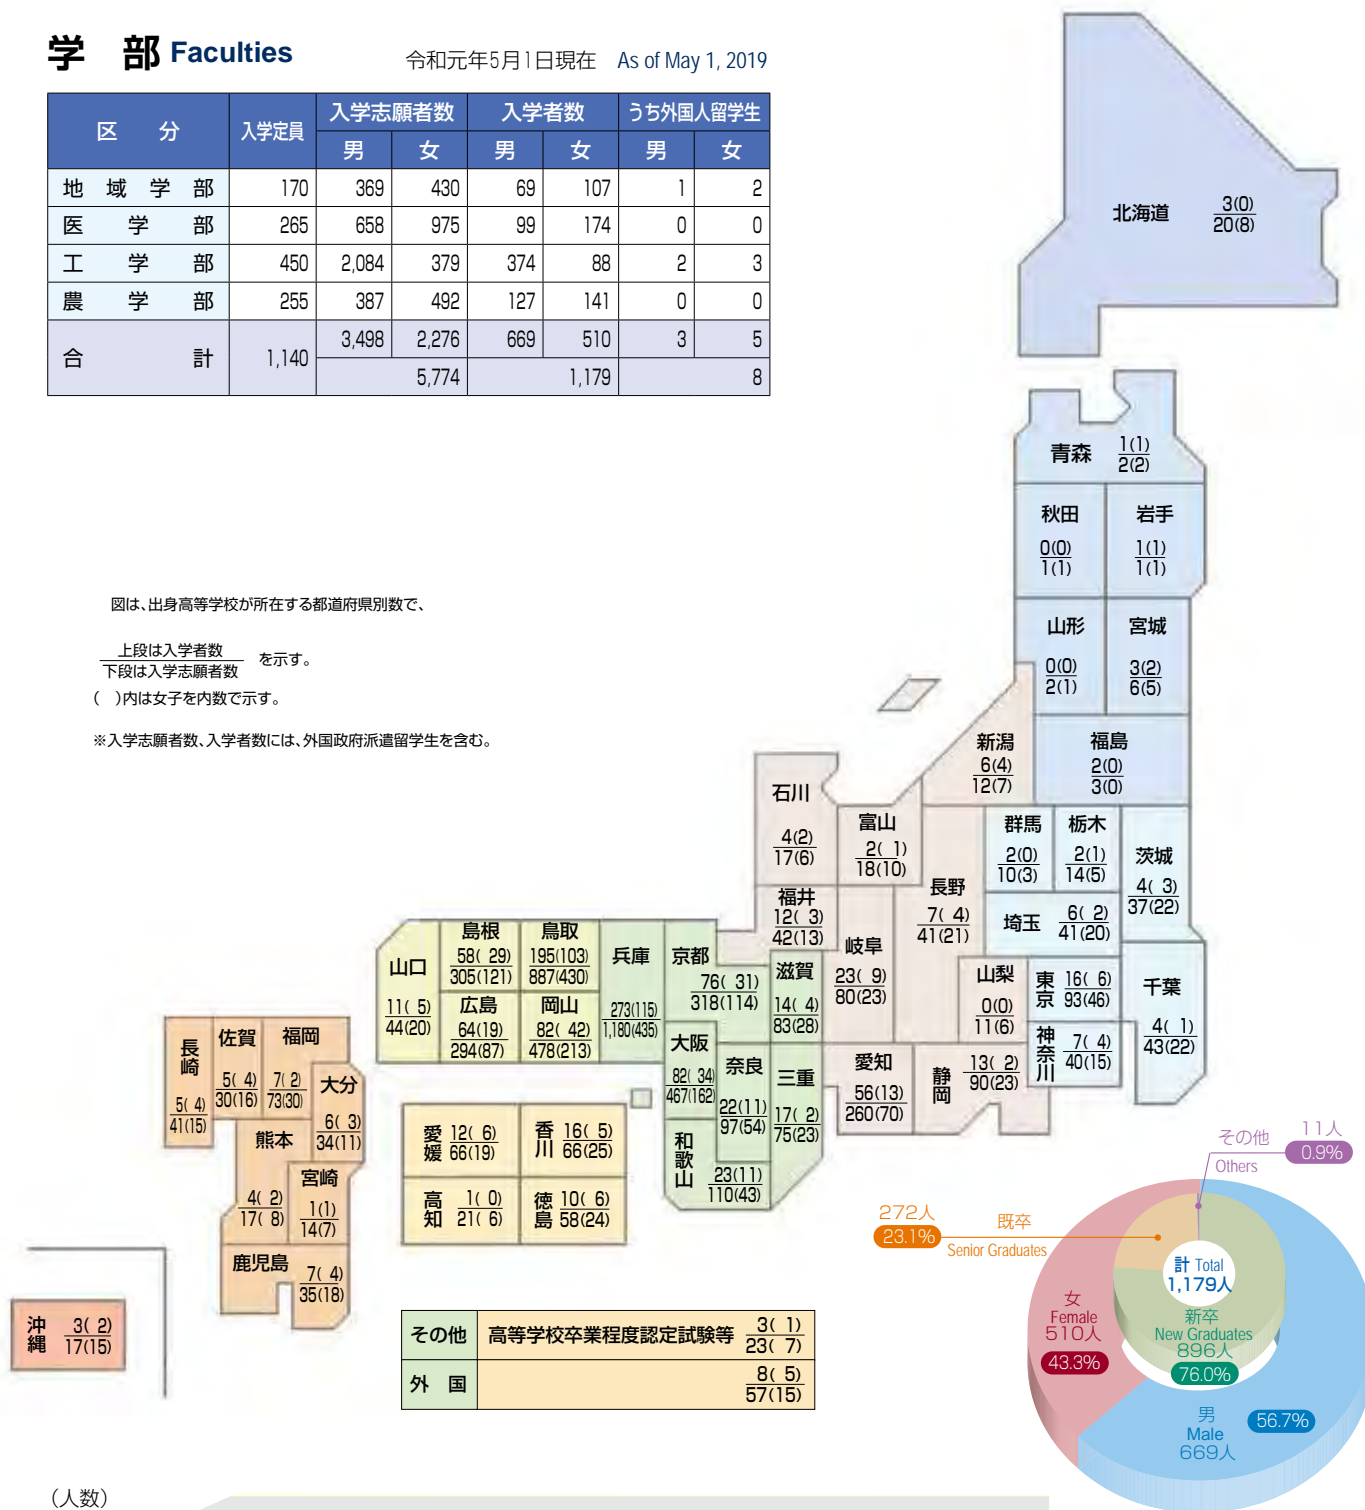 学 部 Faculties
令和元年5月1日現在 As of May 1, 2019
区 分 入学定員 入学志願者数 入学者数 うち外国人留学生
男 女 男 女 男 女
地域学部 170 369 430 69 107 1 2
医学部 265 658 975 99 174 0 0
工学部 450 2,084 379 374 88 2 3
農学部 255 387 492 127 141 0 0
合計 1,140 3,498 2,276 669 510 3 5
5,774 1,179 8
図は、出身高等学校が所在する都道府県別数で、
上段は入学者数
下段は入学志願者数 を示す。
( )内は女子を内数で示す。
※入学志願者数、入学者数には、外国政府派遣留学生を含む。
北海道
3(0)
20(8)
青森
1(1)
2(2)
秋田
0(0)
1(1)
岩手
1(1)
1(1)
山形
0(0)
2(1)
宮城
3(2)
6(5)
新潟
6(4)
12(7)
福島
2(0)
3(0)
石川
4(2)
17(6)
富山
2( 1)
18(10)
群馬
2(0)
10(3)
栃木
2(1)
14(5)
茨城
4( 3)
37(22)
福井
12( 3)
42(13)
長野
7( 4)
41(21)
埼玉
6( 2)
41(20)
岐阜
23( 9)
80(23)
山梨
0(0)
11(6)
東京
16( 6)
93(46)
千葉
4( 1)
43(22)
神奈川
7( 4)
40(15)
静岡
13( 2)
90(23)
愛知
56(13)
260(70)
山口
11( 5)
44(20)
島根
58( 29)
305(121)
鳥取
195(103)
887(430)
広島
64(19)
294(87)
岡山
82( 42)
478(213)
兵庫
273(115)
1,180(435)
京都
76( 31)
318(114)
滋賀
14( 4)
83(28)
大阪
82( 34)
467(162)
奈良
22(11)
97(54)
三重
17( 2)
75(23)
和歌山
23(11)
110(43)
愛媛
12( 6)
66(19)
香川
16( 5)
66(25)
高知
1( 0)
21( 6)
徳島
10( 6)
58(24)
長崎
5( 4)
41(15)
佐賀
5( 4)
30(16)
福岡
7( 2)
73(30)
大分
6( 3)
34(11)
熊本
4( 2)
17( 8)
宮崎
1(1)
14(7)
鹿児島
7( 4)
35(18)
沖縄
3( 2)
17(15)
その他 高等学校卒業程度認定試験等
3( 1)
23( 7)
外国
8( 5)
57(15)
その他 11人
Others 0.9%
272人 既卒
23.1% Senior Graduates
計 Total
1,179人
女
Female
510人
43.3%
新卒
New Graduates
896人
76.0%
男
Male
669人
56.7%
(人数)